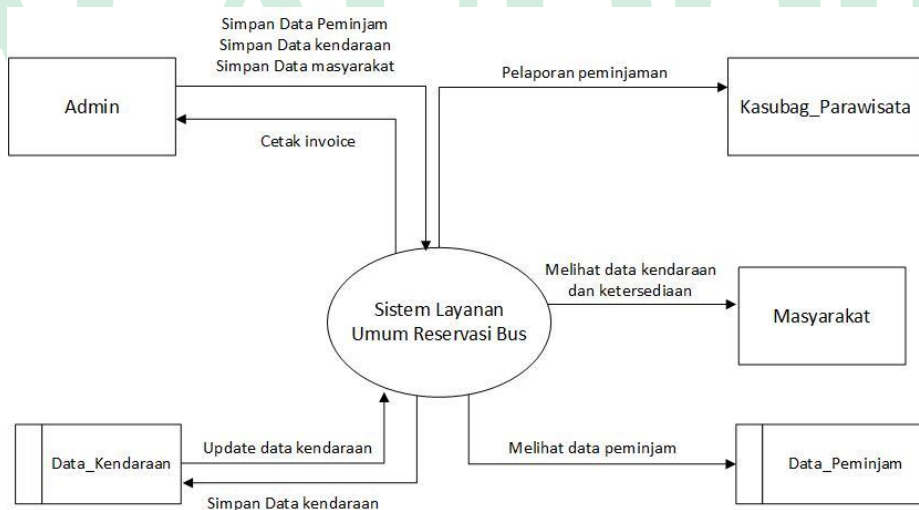 Simpan Data Peminjam
Simpan Data kendaraan
Simpan Data masyarakat
Admin
Pelaporan peminjaman
Kasubag_Parawisata
Cetak invoice
Sistem Layanan
Umum Reservasi Bus
Melihat data kendaraan
dan ketersediaan
Masyarakat
Data_Kendaraan
Update data kendaraan
Melihat data peminjam
Data_Peminjam
Simpan Data kendaraan